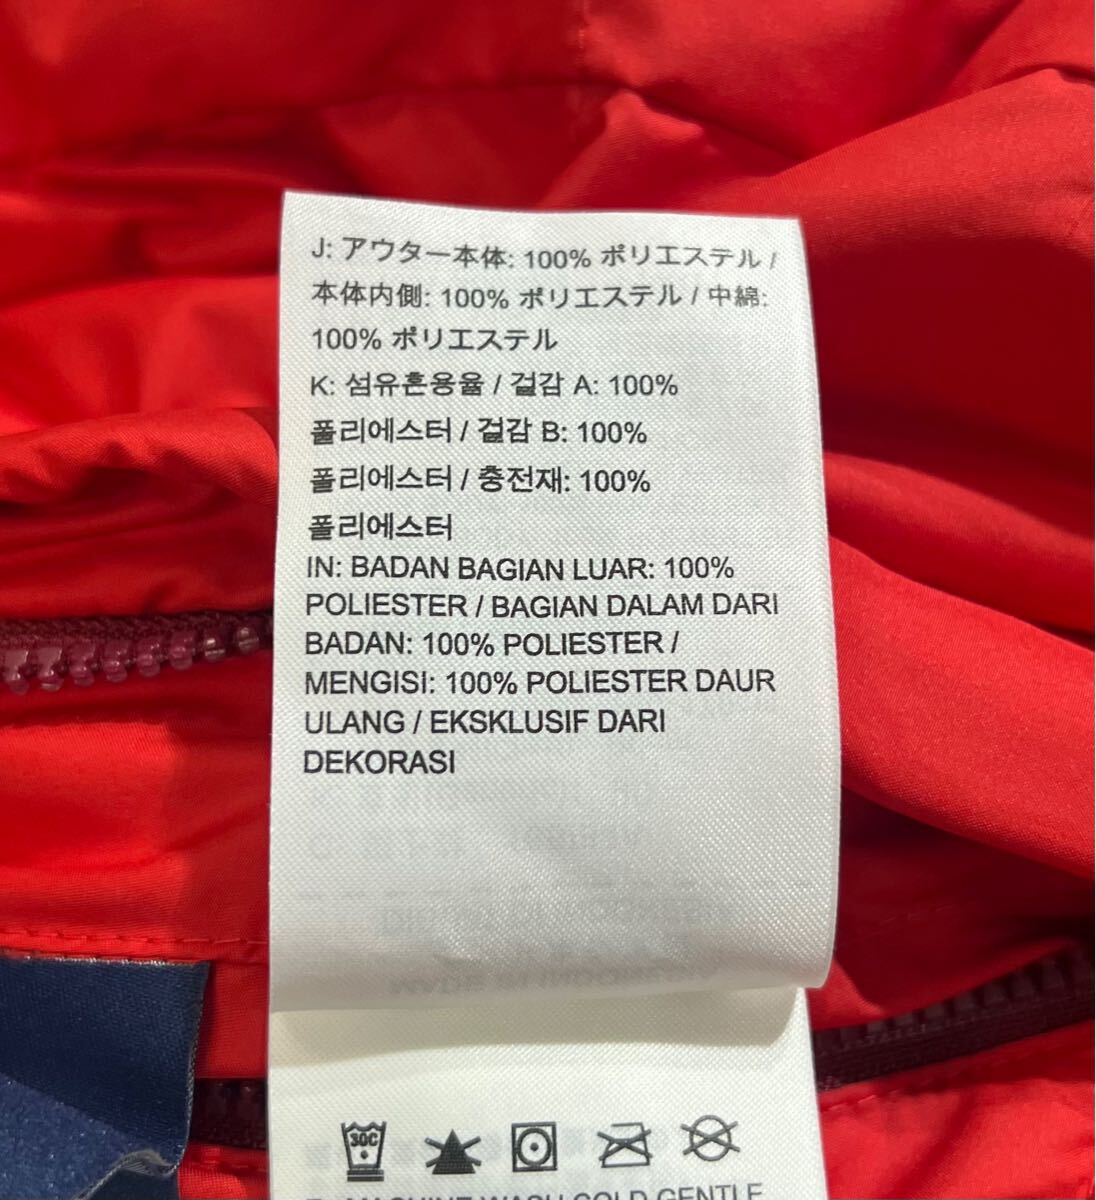 J: アウター本体: 100% ポリエステル /
本体内側: 100% ポリエステル / 中綿:
100% ポリエステル
K: 섬유혼용율 / 겉감 A: 100%
폴리에스터 / 겉감 B: 100%
폴리에스터 / 충전재: 100%
폴리에스터
IN: BADAN BAGIAN LUAR: 100%
POLIESTER / BAGIAN DALAM DARI
BADAN: 100% POLIESTER /
MENGISI: 100% POLIESTER DAUR
ULANG / EKSKLUSIF DARI
DEKORASI
30C
MACHINE WASH COLD GENTLE